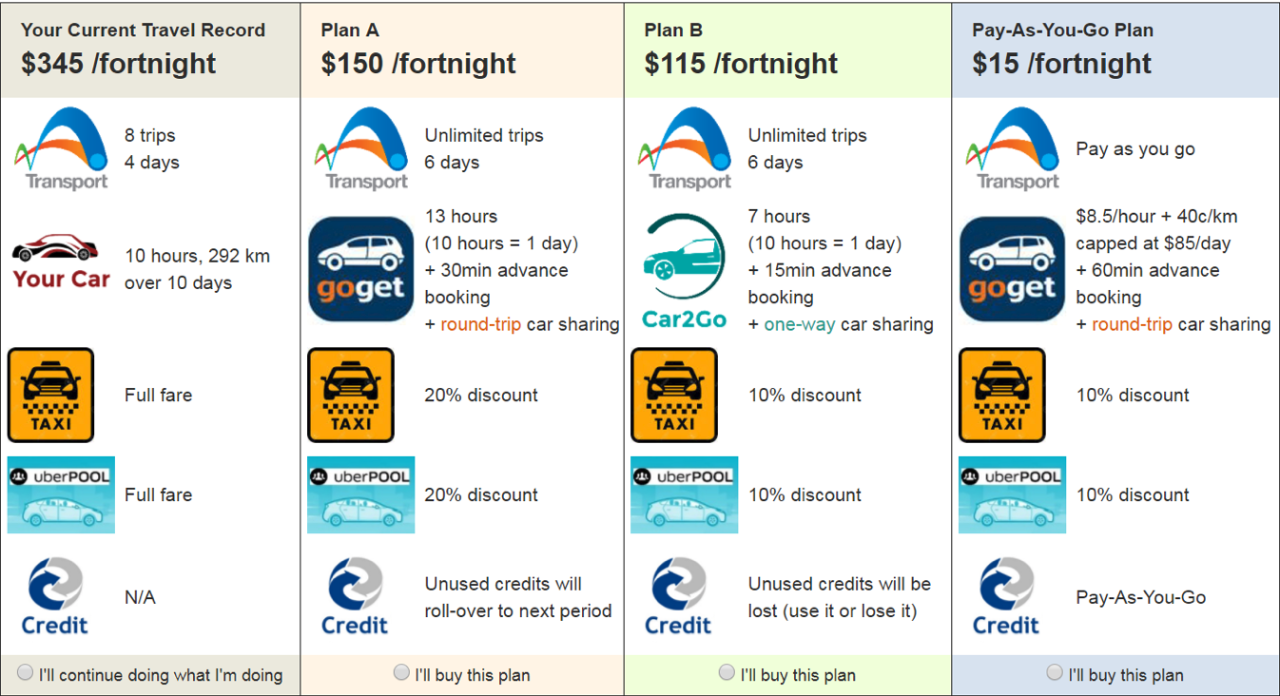 Your Current Travel Record
$345 /fortnight
Plan A
$150 /fortnight
Plan B
$115 /fortnight
Pay-As-You-Go Plan
$15 /fortnight
Transport
8 trips
4 days
Transport
Unlimited trips
6 days
Transport
Unlimited trips
6 days
Transport
Pay as you go
Your Car
10 hours, 292 km
over 10 days
goget
13 hours
(10 hours = 1 day)
+ 30min advance
booking
+ round-trip car sharing
Car2Go
7 hours
(10 hours = 1 day)
+ 15min advance
booking
+ one-way car sharing
goget
$8.5/hour + 40c/km
capped at $85/day
+ 60min advance
booking
+ round-trip car sharing
TAXI
Full fare
TAXI
20% discount
TAXI
10% discount
TAXI
10% discount
uberPOOL
Full fare
uberPOOL
20% discount
uberPOOL
10% discount
uberPOOL
10% discount
Credit
N/A
Credit
Unused credits will
roll-over to next period
Credit
Unused credits will be
lost (use it or lose it)
Credit
Pay-As-You-Go
I'll continue doing what I'm doing
I'll buy this plan
I'll buy this plan
I'll buy this plan